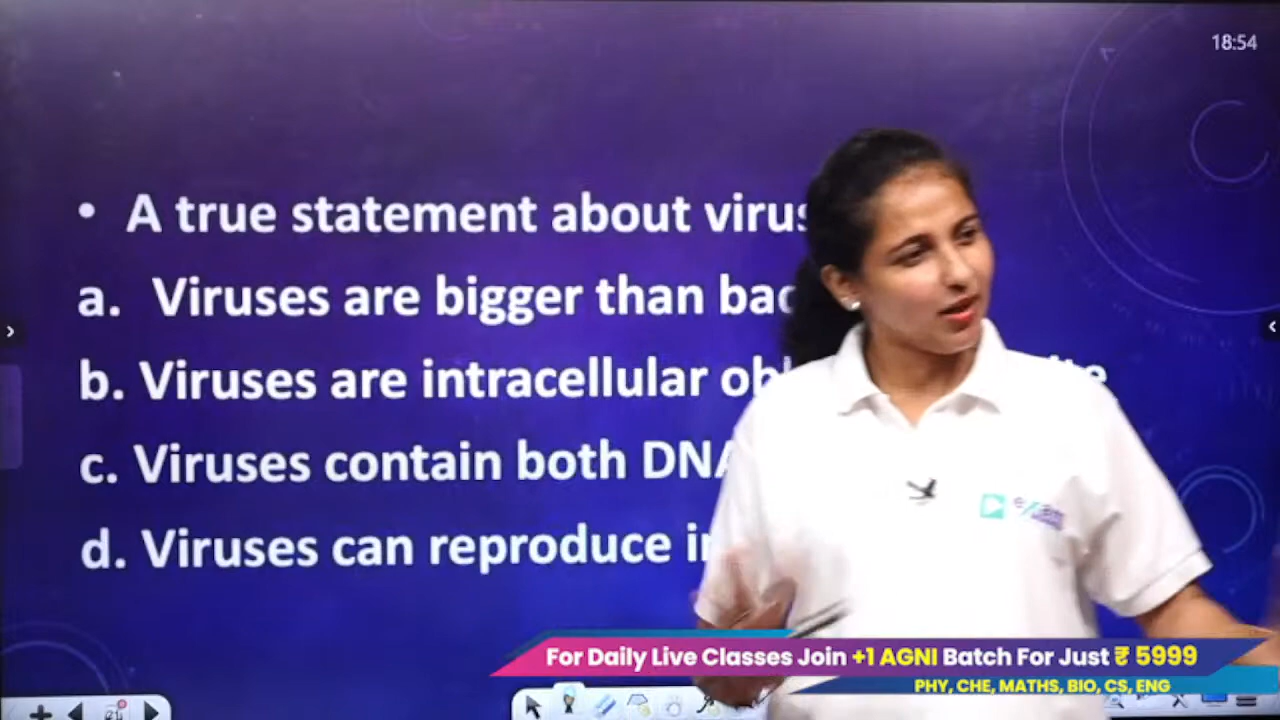 18:54
• A true statement about virus
a. Viruses are bigger than bac
b. Viruses are intracellular ob
c. Viruses contain both DNA
d. Viruses can reproduce in
For Daily Live Classes Join +1 AGNI Batch For Just ₹ 5999
PHY, CHE, MATHS, BIO, CS, ENG